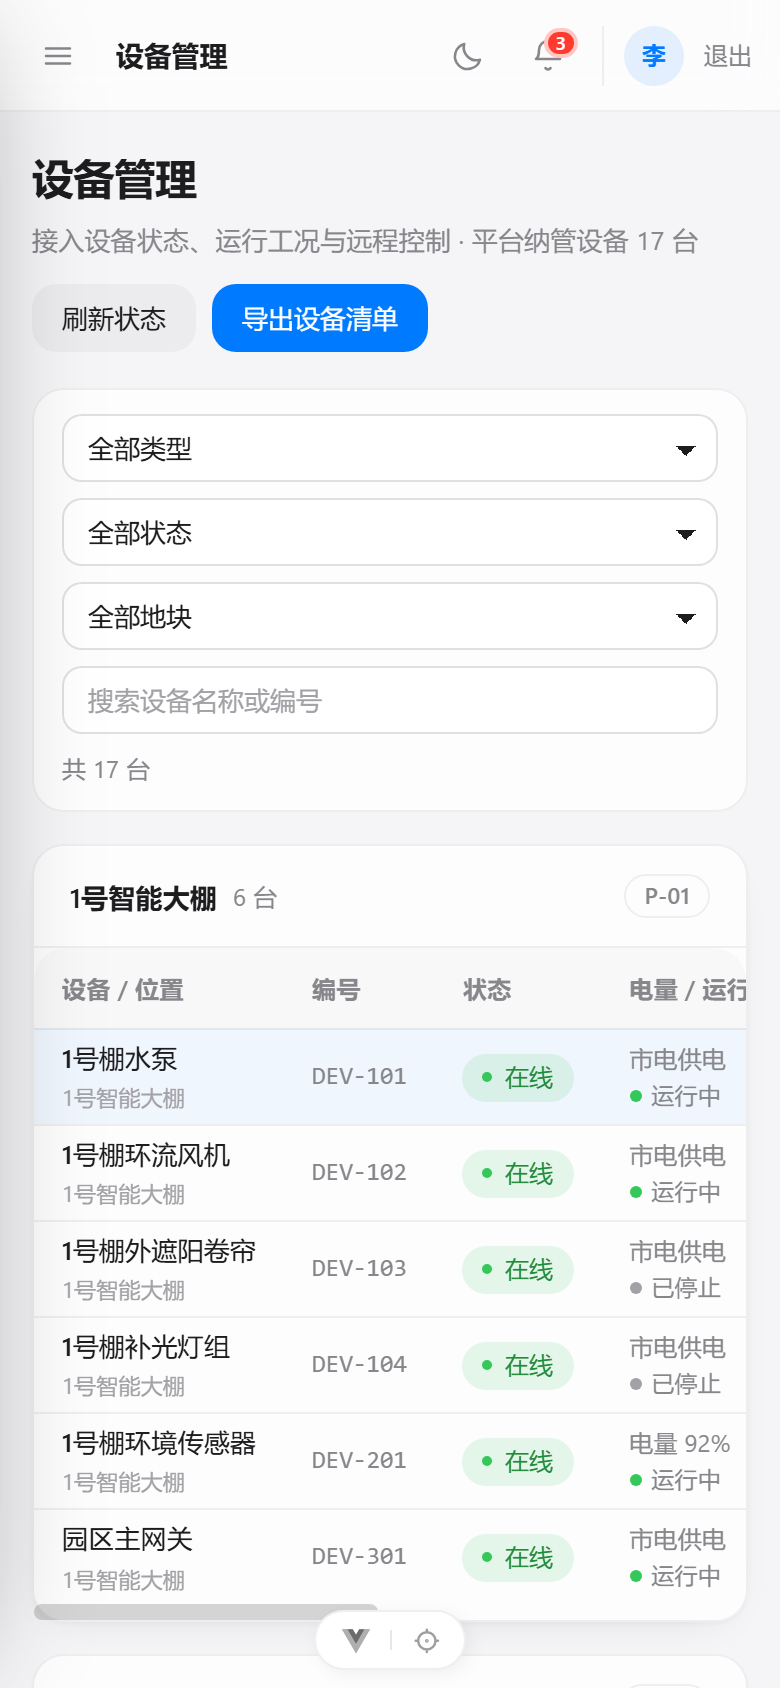 设备管理
3
李
退出
设备管理
接入设备状态、运行工况与远程控制 · 平台纳管设备 17 台
刷新状态
导出设备清单
全部类型
全部状态
全部地块
搜索设备名称或编号
共 17 台
1号智能大棚 6 台
P-01
设备 / 位置 编号 状态 电量 / 运行
1号棚水泵
1号智能大棚
DEV-101
在线
市电供电
运行中
1号棚环流风机
1号智能大棚
DEV-102
在线
市电供电
运行中
1号棚外遮阳卷帘
1号智能大棚
DEV-103
在线
市电供电
已停止
1号棚补光灯组
1号智能大棚
DEV-104
在线
市电供电
已停止
1号棚环境传感器
1号智能大棚
DEV-201
在线
电量 92%
运行中
园区主网关
1号智能大棚
DEV-301
在线
市电供电
运行中